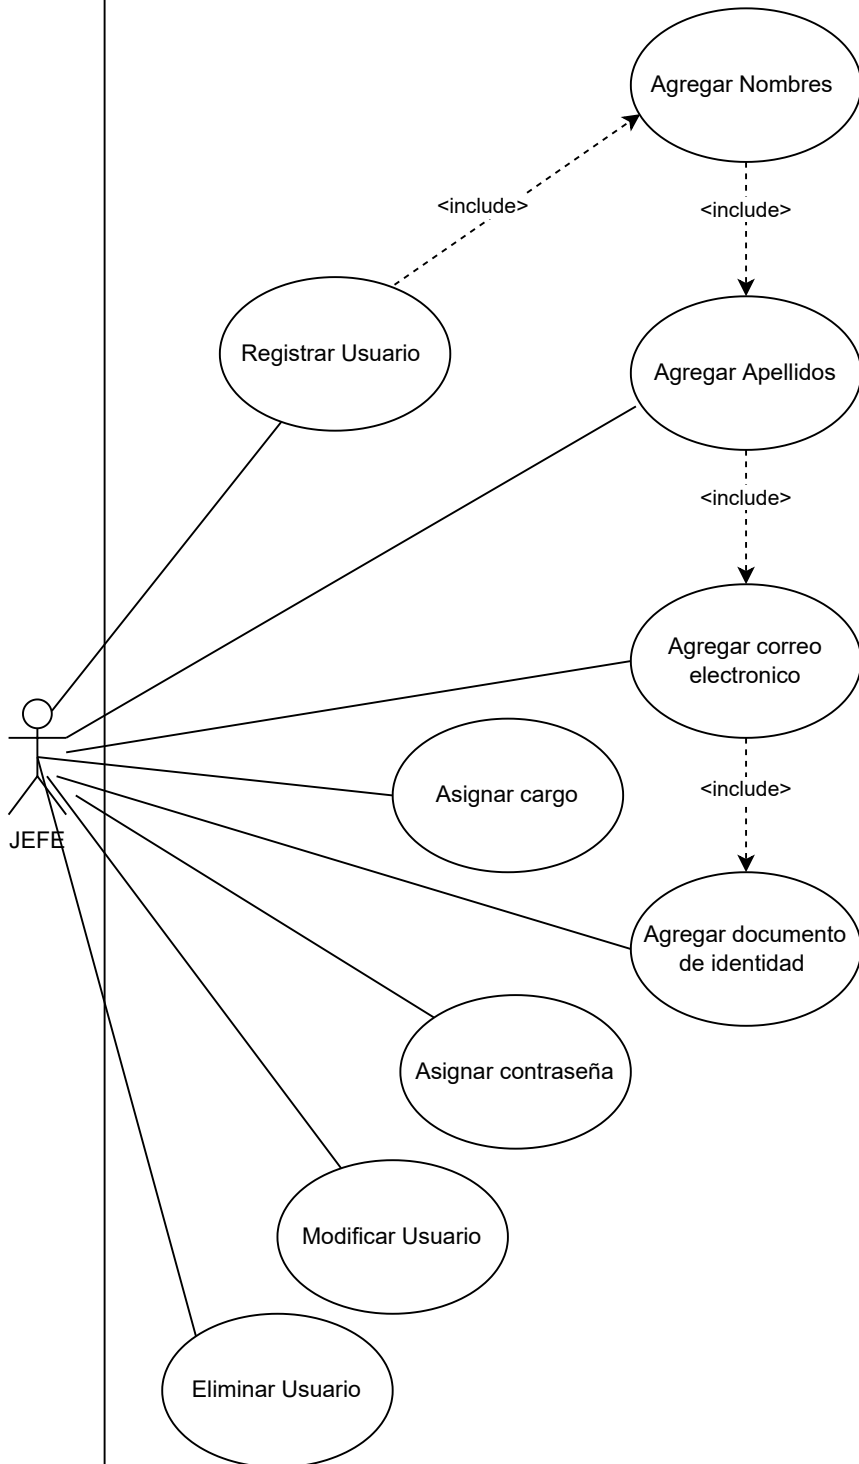 Agregar Nombres
<include>
<include>
Registrar Usuario
Agregar Apellidos
<include>
Agregar correo
electronico
Asignar cargo
<include>
JEFE
Agregar documento
de identidad
Asignar contraseña
Modificar Usuario
Eliminar Usuario